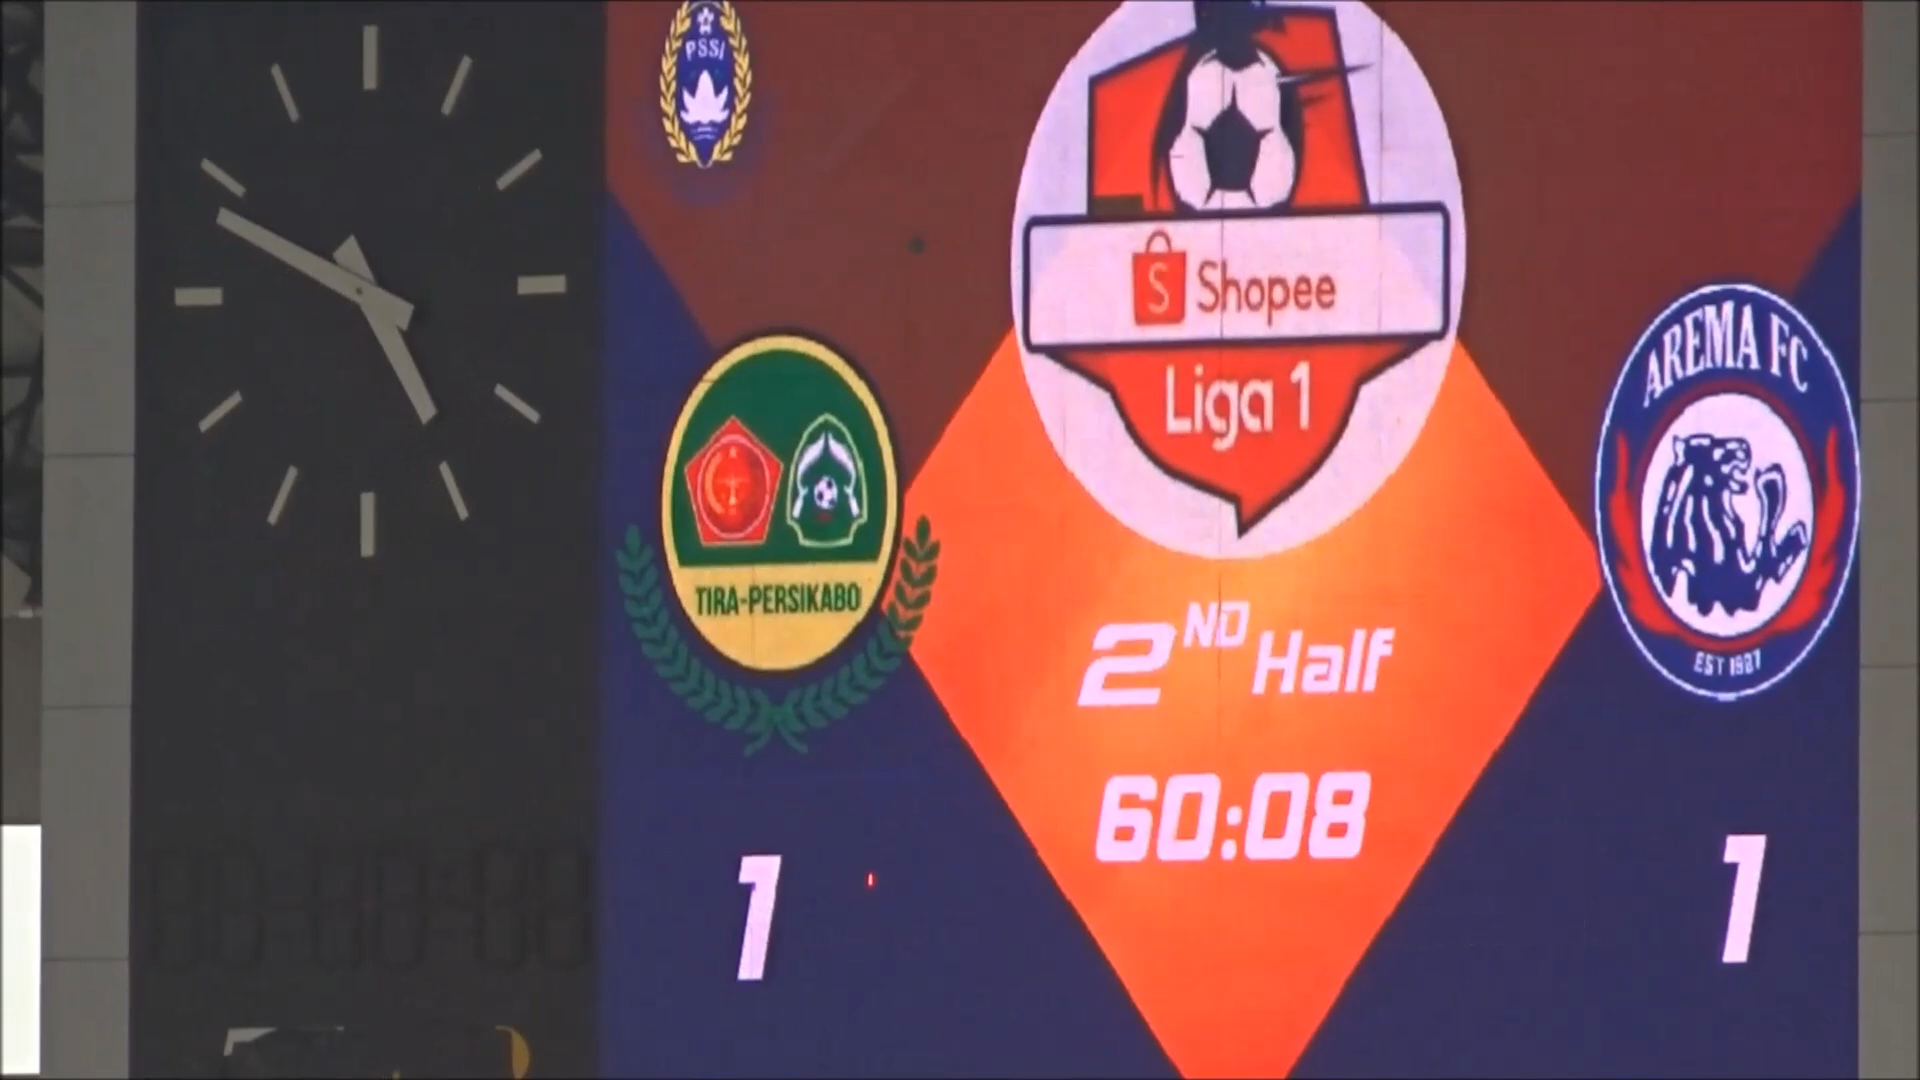 PSSI
S Shopee
Liga 1
AREMA FC
EST 1987
TIRA-PERSIKABO
2ND Half
60:08
1
1